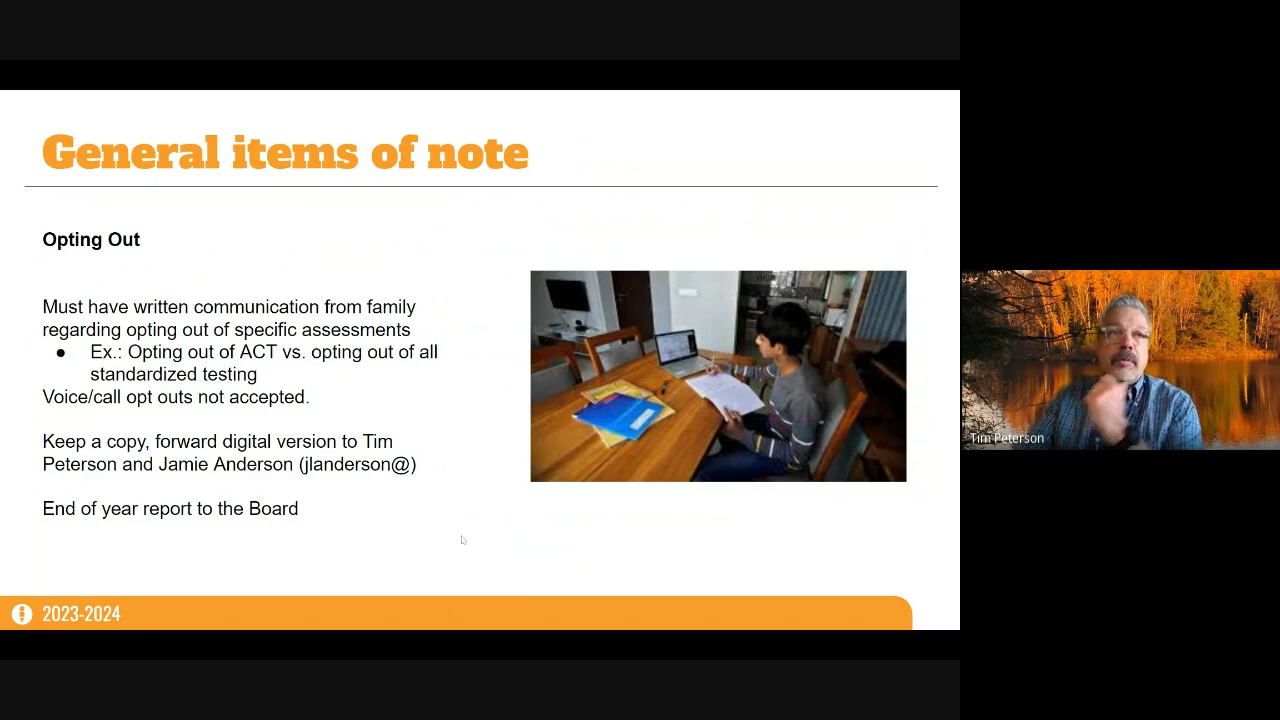 General items of note
Opting Out
Must have written communication from family
regarding opting out of specific assessments
● Ex.: Opting out of ACT vs. opting out of all
standardized testing
Voice/call opt outs not accepted.
Keep a copy, forward digital version to Tim
Peterson and Jamie Anderson (jlanderson@)
End of year report to the Board
2023-2024
Tim Peterson